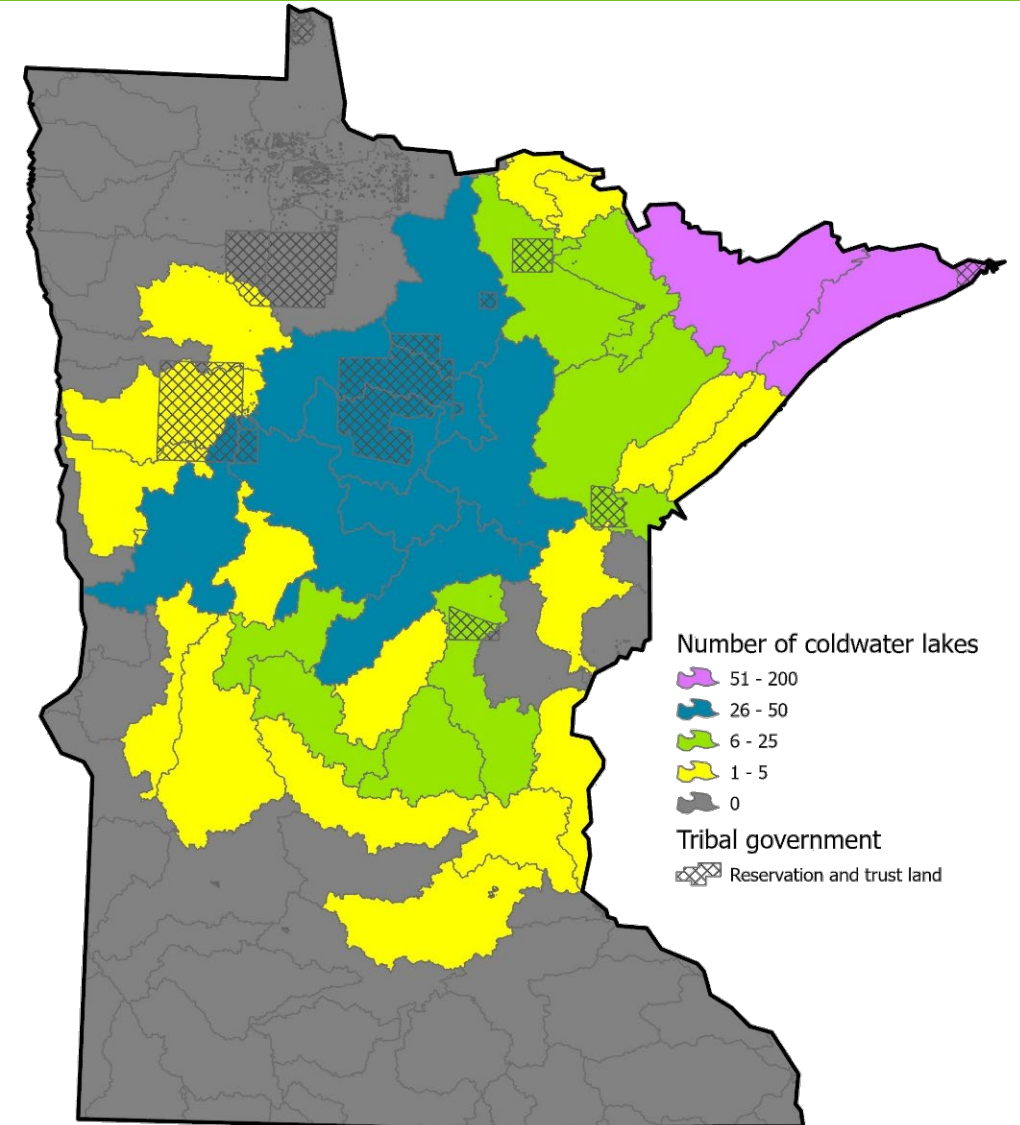 Number of coldwater lakes
51 - 200
26 - 50
6 - 25
1 - 5
0
Tribal government
Reservation and trust land